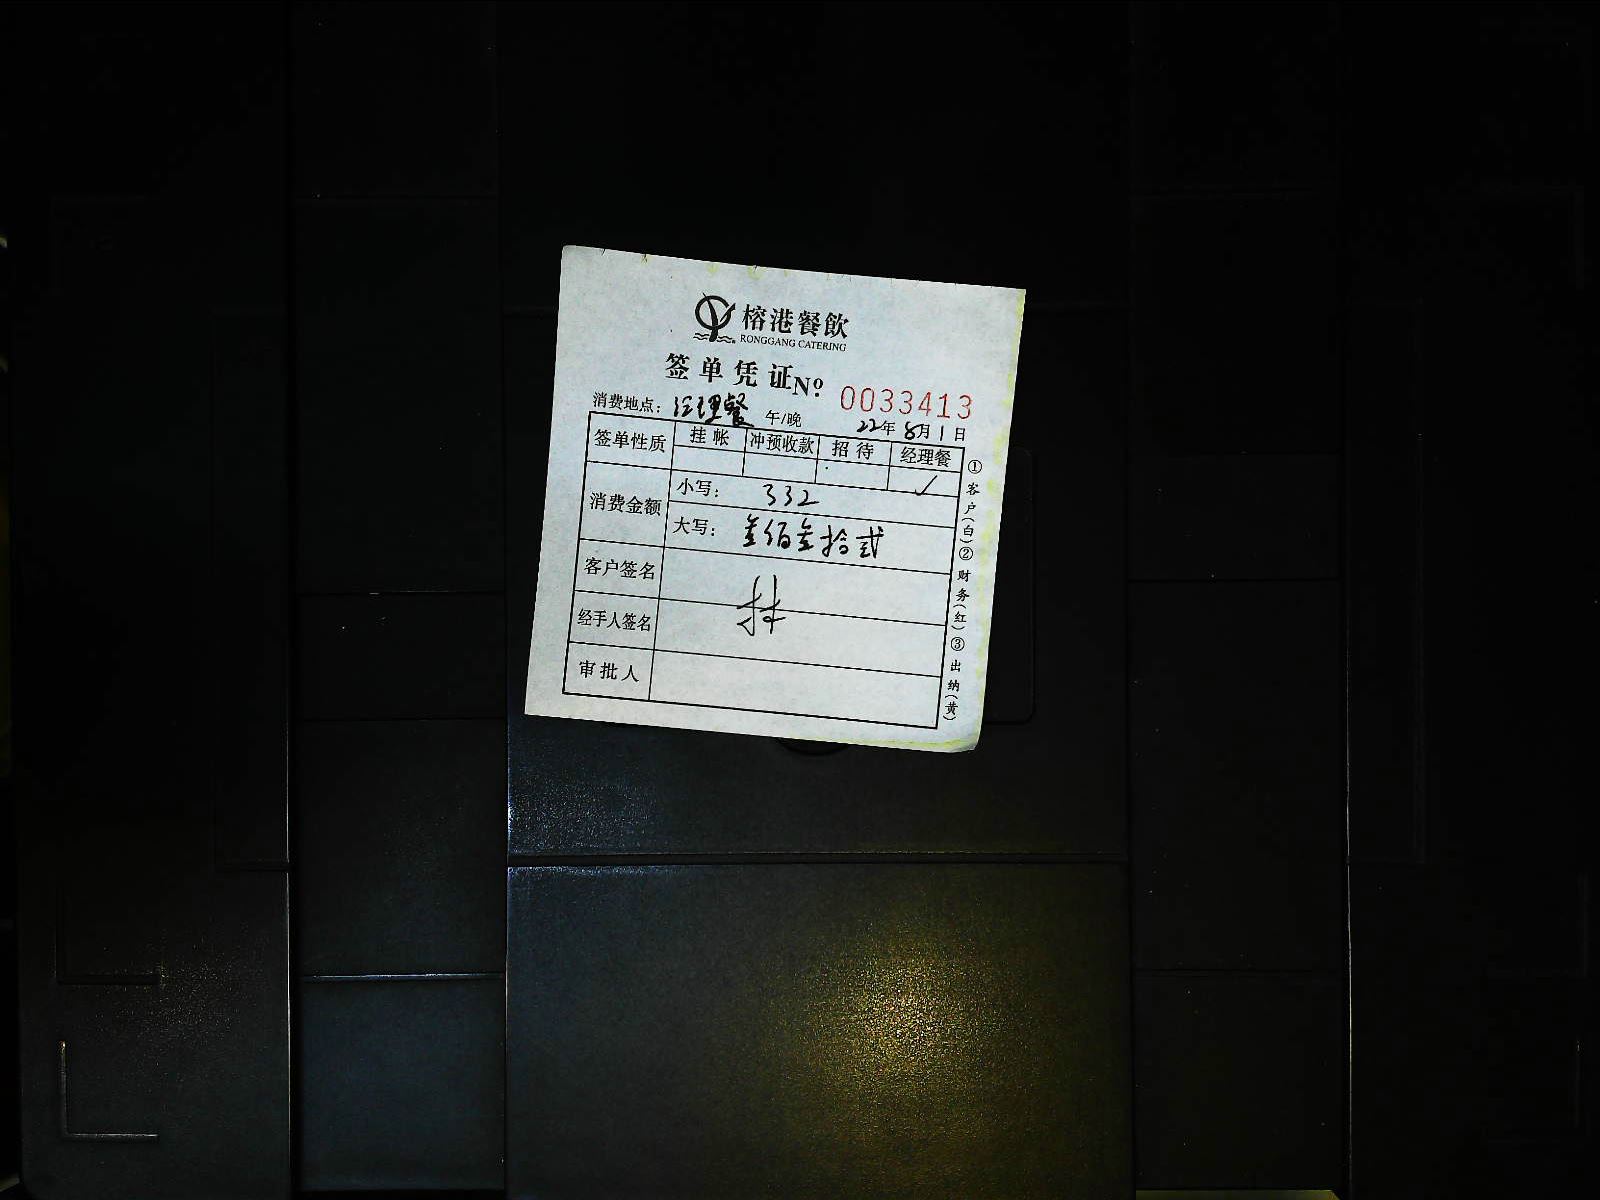 榕港餐飲
RONGGANG CATERING
签单凭证 № 0033413
消费地点：经理餐 午/晚 22年8月1日
签单性质 挂帐 冲预收款 招待 经理餐
✓
消费金额 小写：332
大写：叁佰叁拾贰
客户签名
经手人签名
审批人
①客户(白)②财务(红)③出纳(黄)